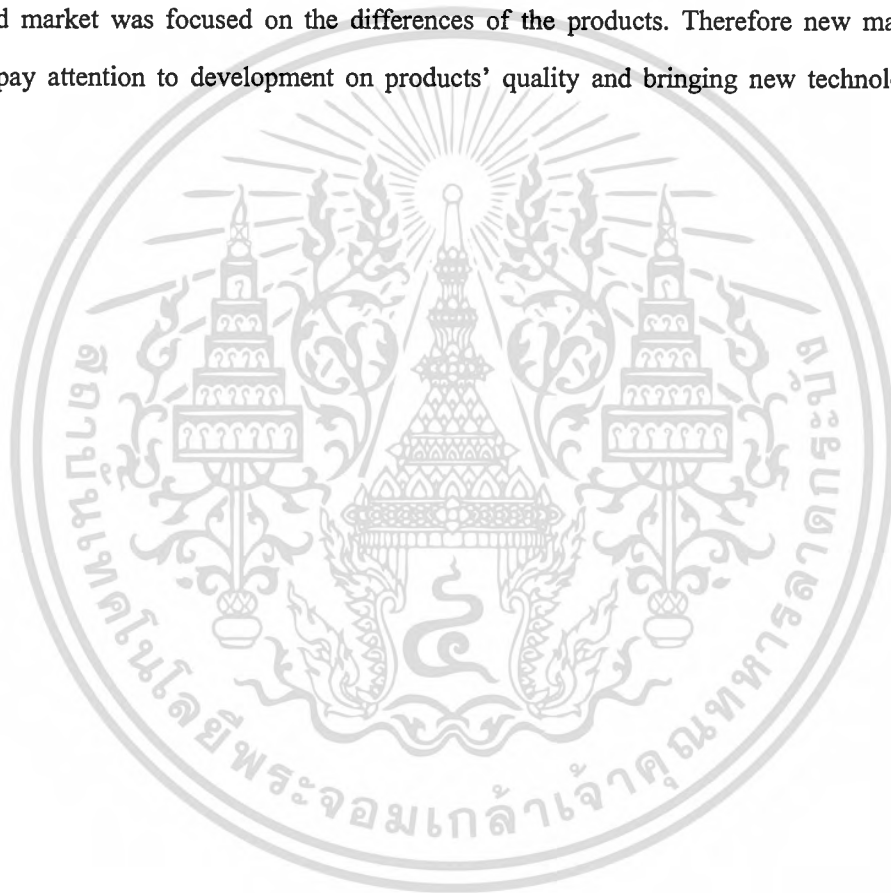 d market was focused on the differences of the products. Therefore new ma
pay attention to development on products' quality and bringing new technol
๔
สถาบันเทคโนโลยีพระจอมเกล้าเจ้าคุณทหารลาดกระบัง